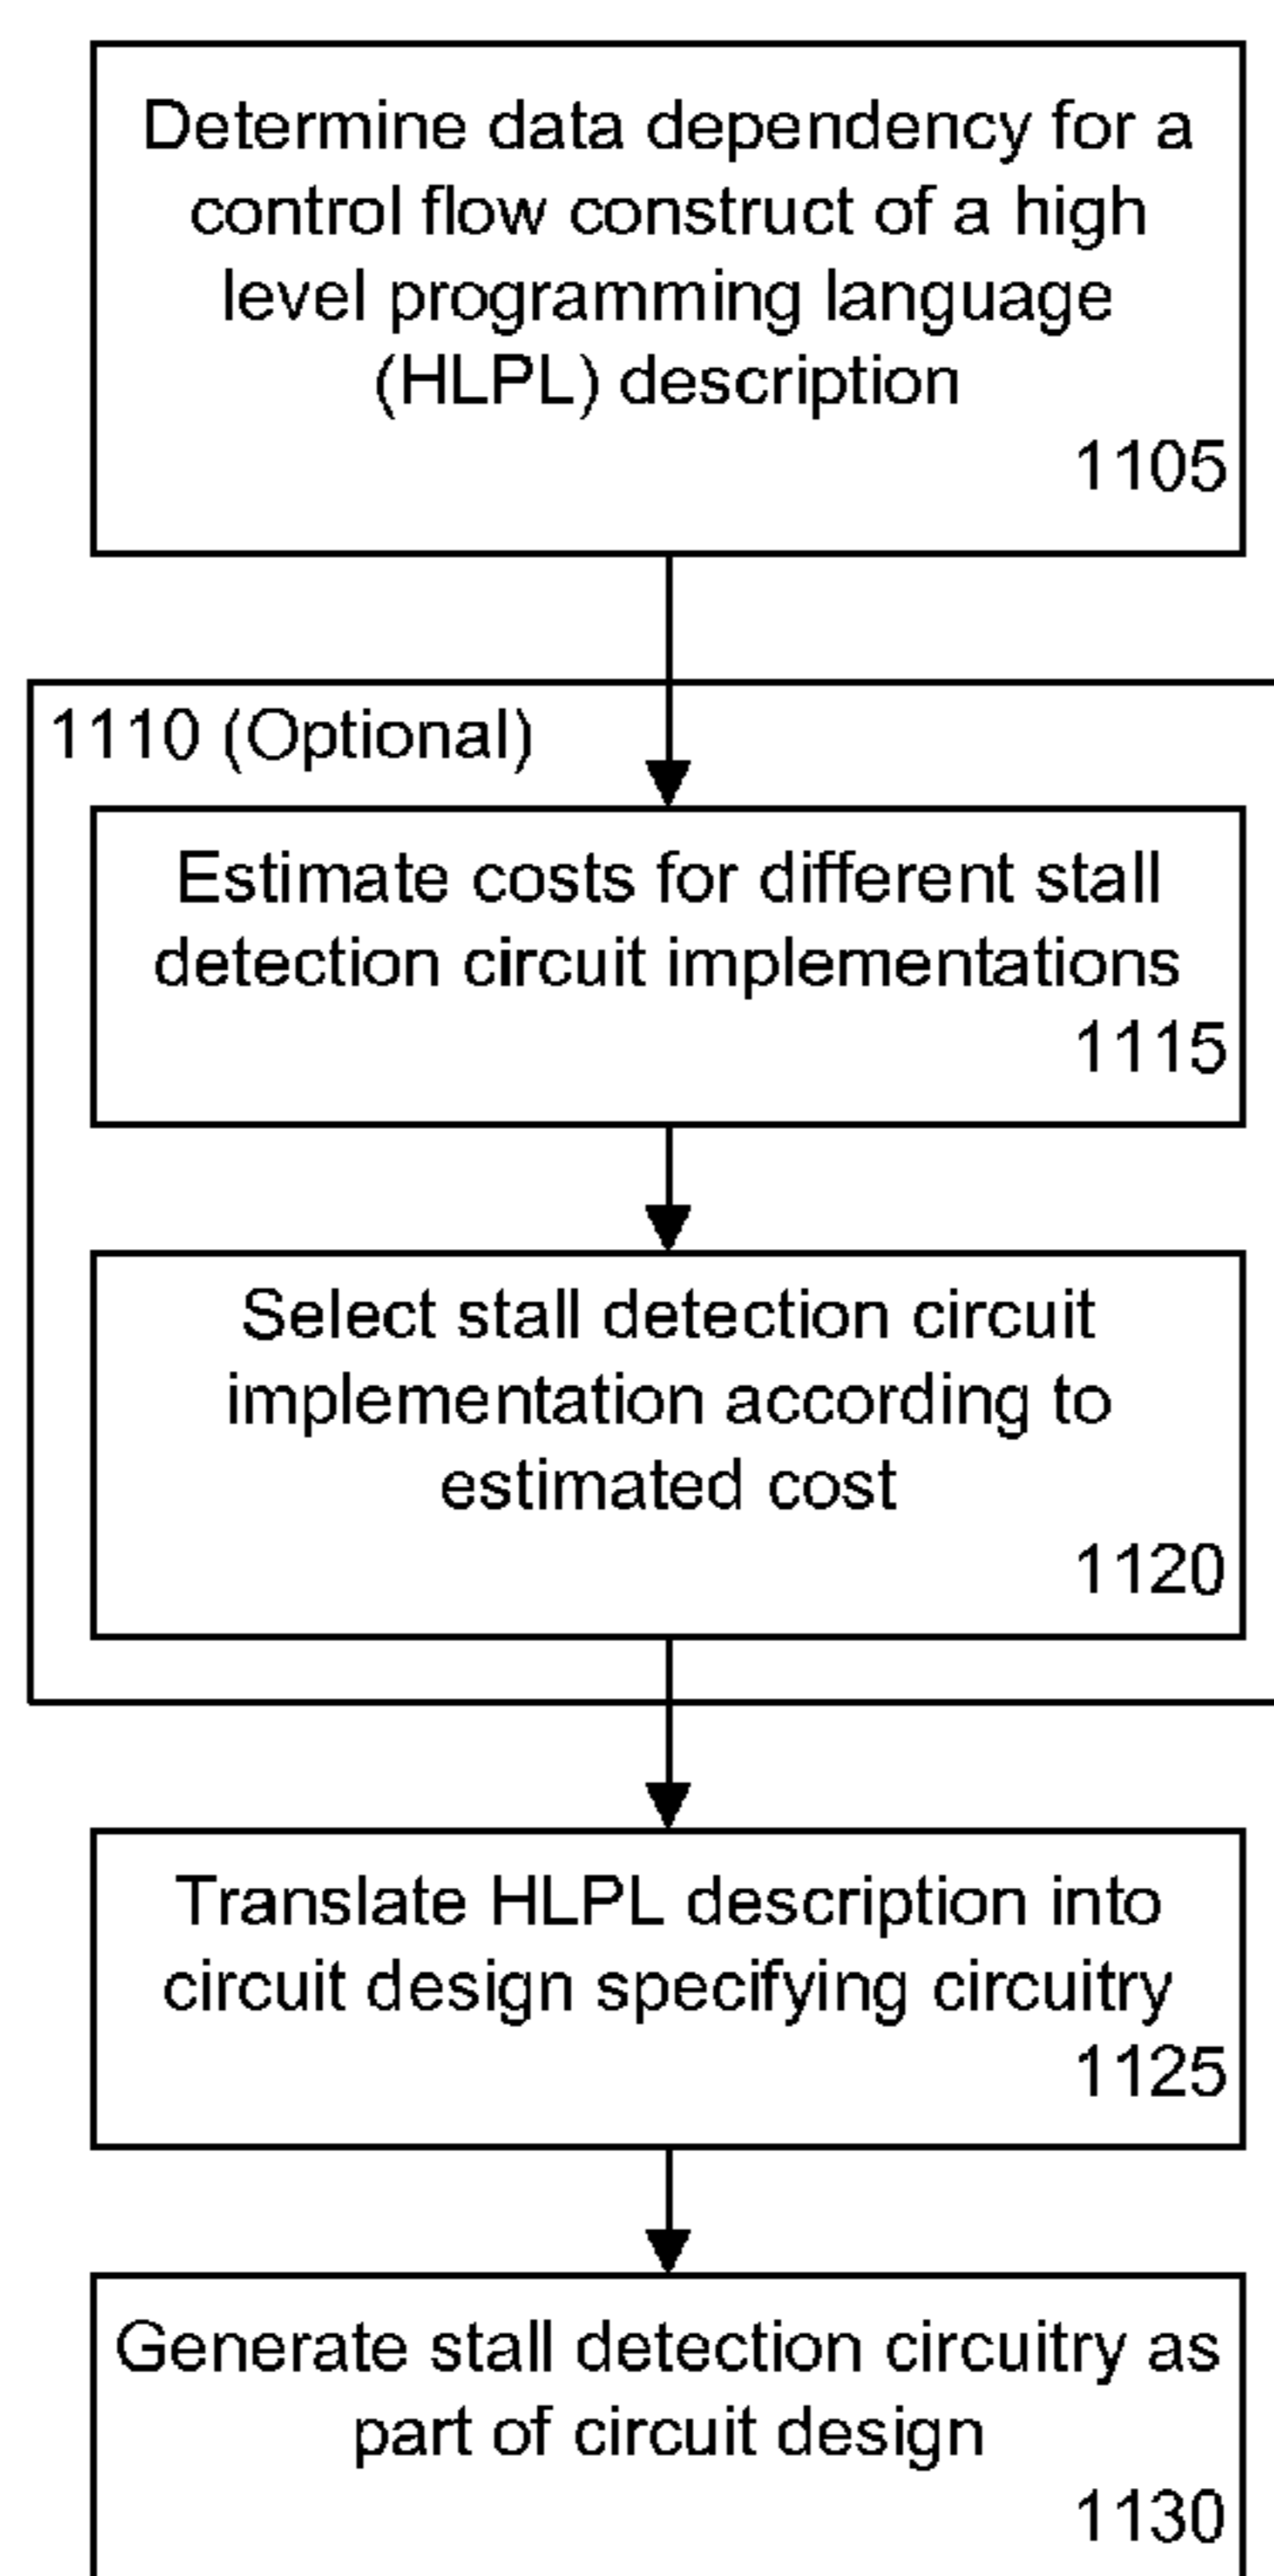 Determine data dependency for a
control flow construct of a high
level programming language
(HLPL) description
1105
1110 (Optional)
Estimate costs for different stall
detection circuit implementations
1115
Select stall detection circuit
implementation according to
estimated cost
1120
Translate HLPL description into
circuit design specifying circuitry
1125
Generate stall detection circuitry as
part of circuit design
1130